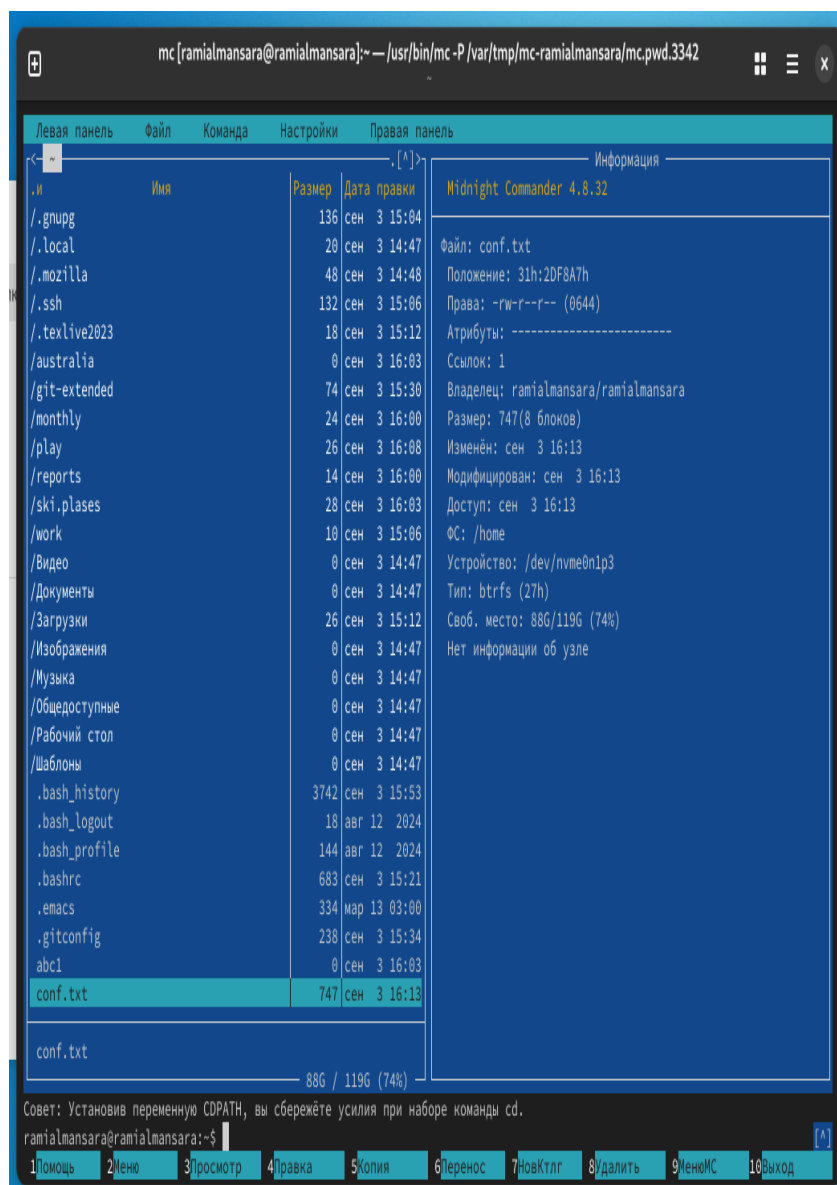 mc [ramialmansara@ramialmansara]:~ — /usr/bin/mc -P /var/tmp/mc-ramialmansara/mc.pwd.3342
~
Левая панель Файл Команда Настройки Правая панель
<─ ~ ─.[^]>
.и Имя Размер Дата правки
/.gnupg 136 сен 3 15:04
/.local 20 сен 3 14:47
/.mozilla 48 сен 3 14:48
/.ssh 132 сен 3 15:06
/.texlive2023 18 сен 3 15:12
/australia 0 сен 3 16:03
/git-extended 74 сен 3 15:30
/monthly 24 сен 3 16:00
/play 26 сен 3 16:08
/reports 14 сен 3 16:00
/ski.plases 28 сен 3 16:03
/work 10 сен 3 15:06
/Видео 0 сен 3 14:47
/Документы 0 сен 3 14:47
/Загрузки 26 сен 3 15:12
/Изображения 0 сен 3 14:47
/Музыка 0 сен 3 14:47
/Общедоступные 0 сен 3 14:47
/Рабочий стол 0 сен 3 14:47
/Шаблоны 0 сен 3 14:47
.bash_history 3742 сен 3 15:53
.bash_logout 18 авг 12 2024
.bash_profile 144 авг 12 2024
.bashrc 683 сен 3 15:21
.emacs 334 мар 13 03:00
.gitconfig 238 сен 3 15:34
abc1 0 сен 3 16:03
conf.txt 747 сен 3 16:13
conf.txt
88G / 119G (74%)
Информация
Midnight Commander 4.8.32
Файл: conf.txt
Положение: 31h:2DF8A7h
Права: -rw-r--r-- (0644)
Атрибуты: -------------------------
Ссылок: 1
Владелец: ramialmansara/ramialmansara
Размер: 747(8 блоков)
Изменён: сен 3 16:13
Модифицирован: сен 3 16:13
Доступ: сен 3 16:13
ФС: /home
Устройство: /dev/nvme0n1p3
Тип: btrfs (27h)
Своб. место: 88G/119G (74%)
Нет информации об узле
Совет: Установив переменную CDPATH, вы сбережёте усилия при наборе команды cd.
ramialmansara@ramialmansara:~$ [^]
1Помощь 2Меню 3Просмотр 4Правка 5Копия 6Перенос 7НовКтлг 8Удалить 9МенюМС 10Выход